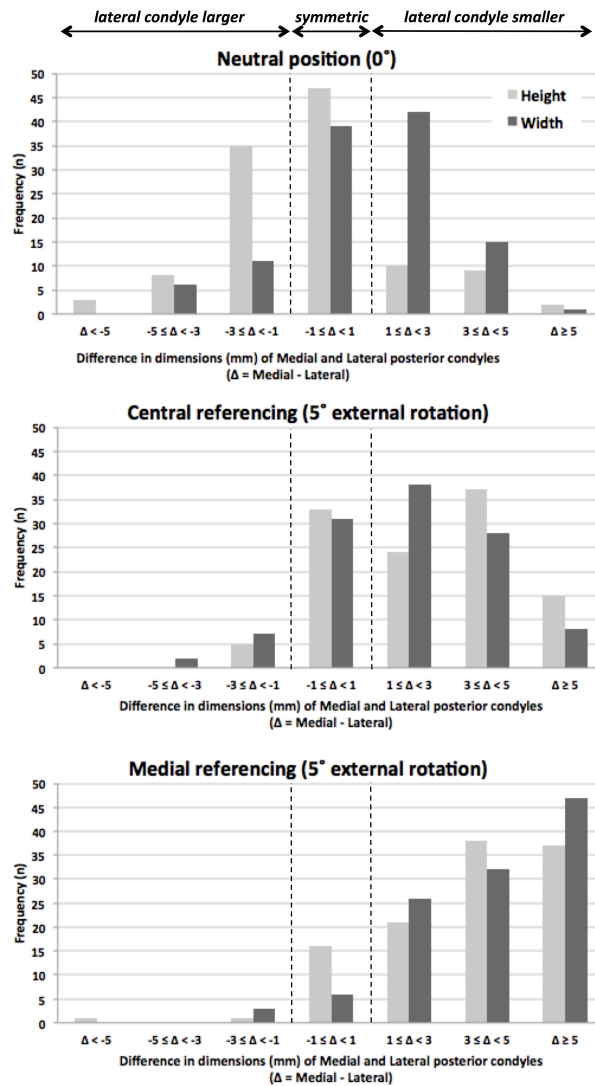 lateral condyle larger symmetric lateral condyle smaller
Neutral position (0˚)
50
45
40
35
30
25
20
15
10
5
0
Frequency (n)
Height
Width
Δ < -5 -5 ≤ Δ < -3 -3 ≤ Δ < -1 -1 ≤ Δ < 1 1 ≤ Δ < 3 3 ≤ Δ < 5 Δ ≥ 5
Difference in dimensions (mm) of Medial and Lateral posterior condyles
(Δ = Medial - Lateral)
Central referencing (5˚ external rotation)
50
45
40
35
30
25
20
15
10
5
0
Frequency (n)
Δ < -5 -5 ≤ Δ < -3 -3 ≤ Δ < -1 -1 ≤ Δ < 1 1 ≤ Δ < 3 3 ≤ Δ < 5 Δ ≥ 5
Difference in dimensions (mm) of Medial and Lateral posterior condyles
(Δ = Medial - Lateral)
Medial referencing (5˚ external rotation)
50
45
40
35
30
25
20
15
10
5
0
Frequency (n)
Δ < -5 -5 ≤ Δ < -3 -3 ≤ Δ < -1 -1 ≤ Δ < 1 1 ≤ Δ < 3 3 ≤ Δ < 5 Δ ≥ 5
Difference in dimensions (mm) of Medial and Lateral posterior condyles
(Δ = Medial - Lateral)